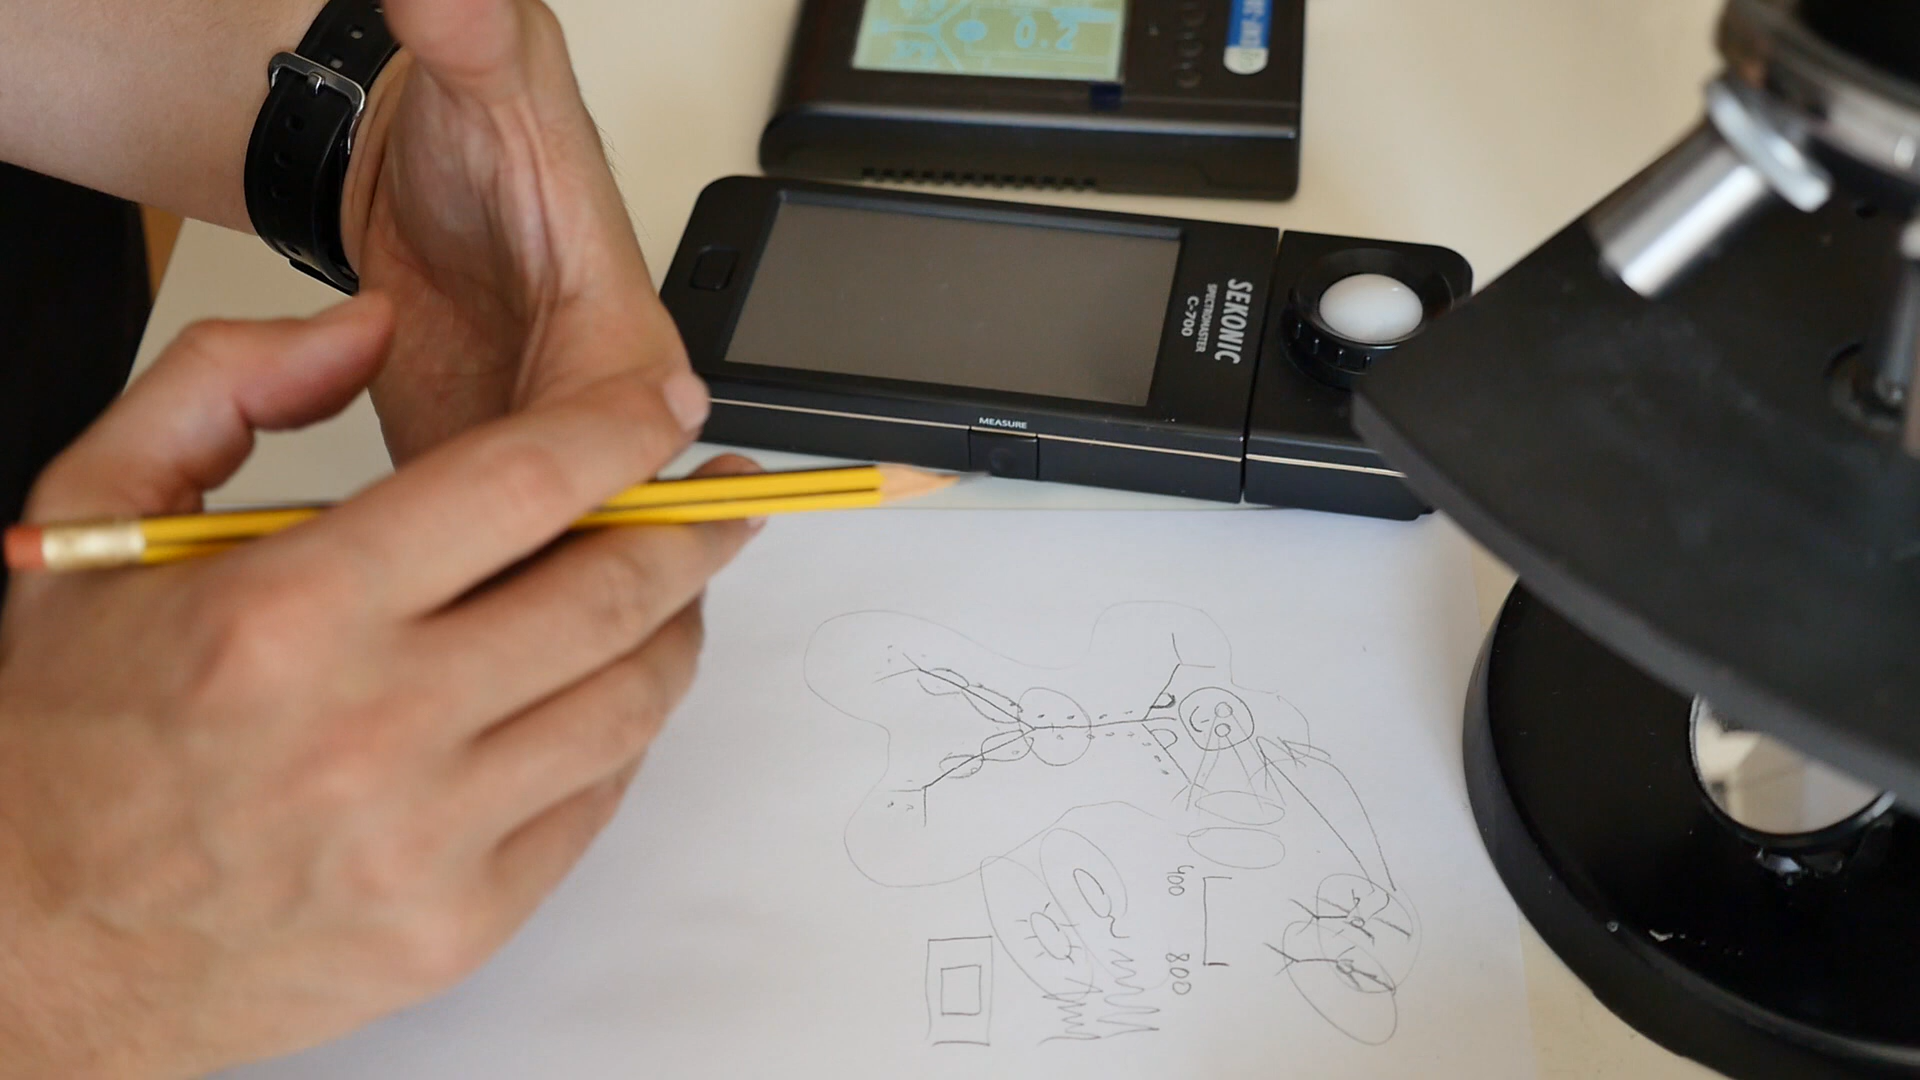 0.2
SEKONIC
SPECTROMASTER
C-700
MEASURE
400
800